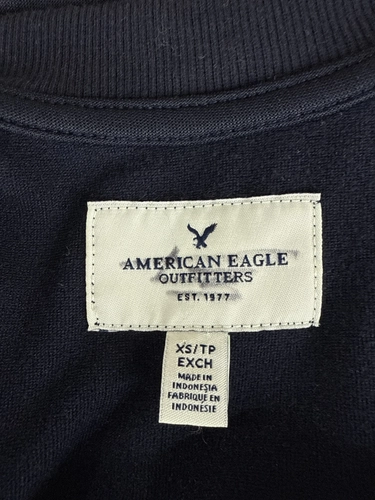 AMERICAN EAGLE
OUTFITTERS
EST. 1977
XS/TP
EXCH
MADE IN
INDONESIA
FABRIQUE EN
INDONESIE